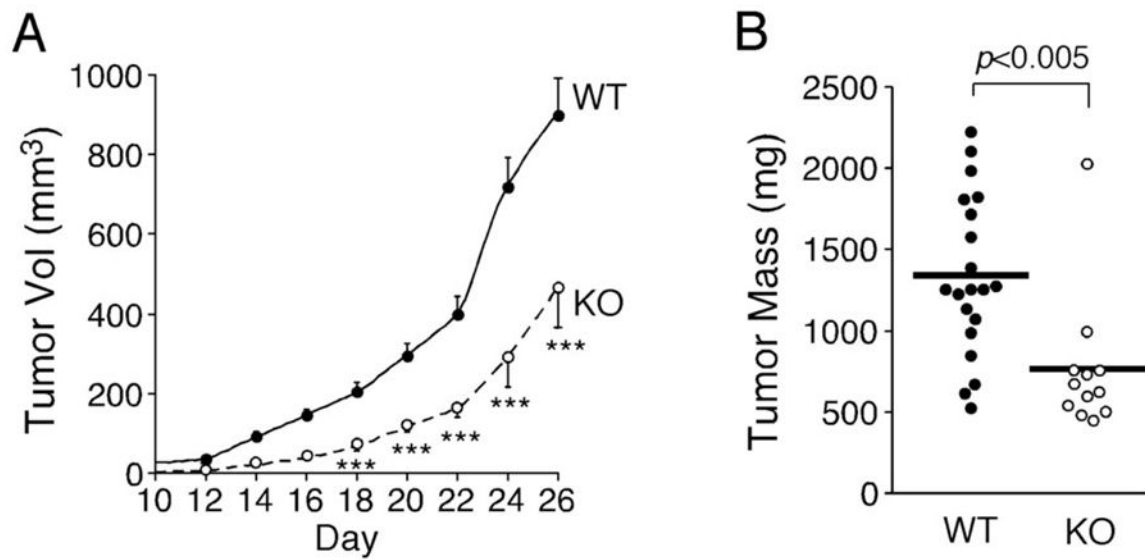 A
Tumor Vol (mm³)
1000
800
600
400
200
0
10 12 14 16 18 20 22 24 26
Day
WT
KO
***
***
***
***
***
B
p<0.005
Tumor Mass (mg)
2500
2000
1500
1000
500
0
WT KO